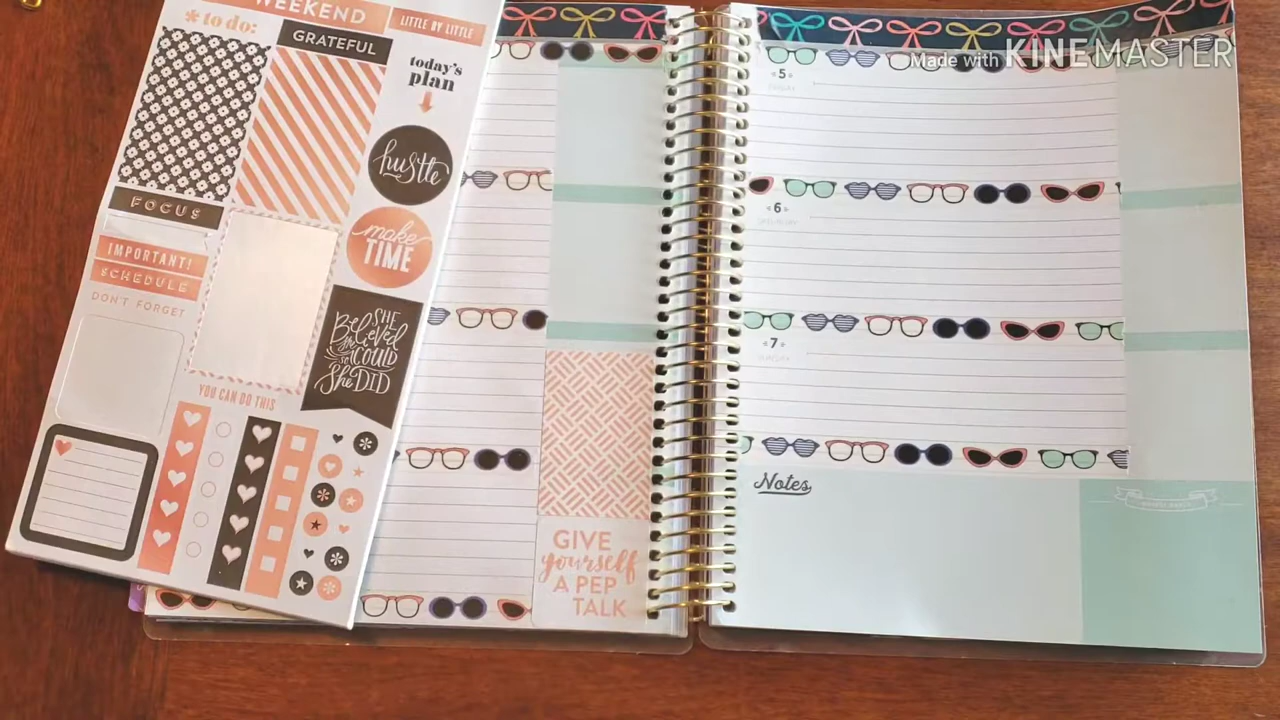 WEEKEND
* to do:
LITTLE BY LITTLE
GRATEFUL
today's
plan
hustle
FOCUS
make
TIME
IMPORTANT!
SCHEDULE
DON'T FORGET
SHE
Believed
SHE
COULD
so
She DID
YOU CAN DO THIS
GIVE
yourself
A PEP
TALK
Made with KINEMASTER
5
6
7
Notes